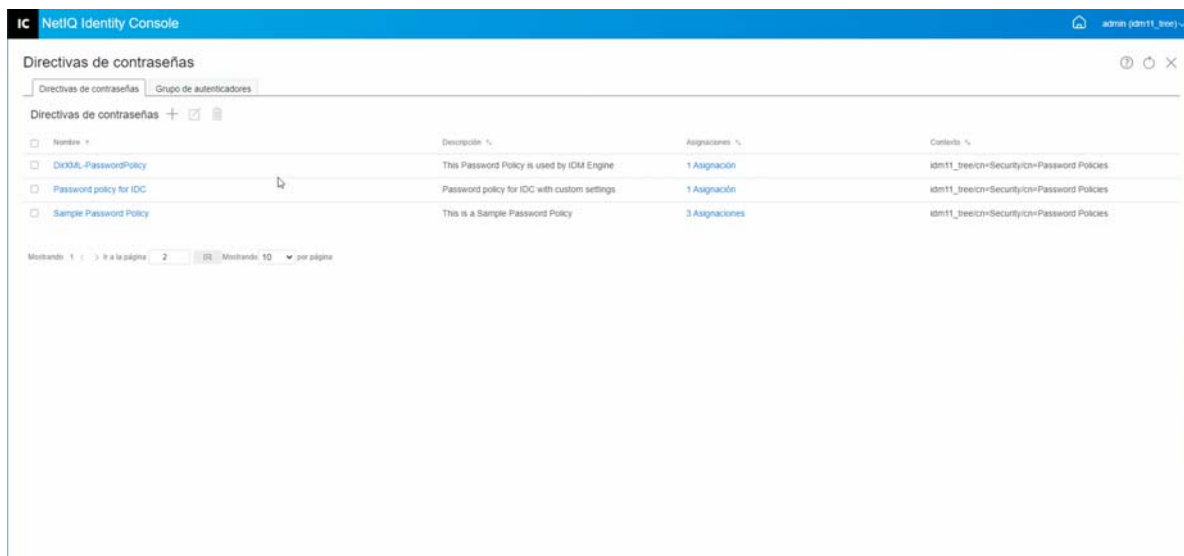 IC NetIQ Identity Console admin (idm11_tree)
Directivas de contraseñas
Directivas de contraseñas Grupo de autenticadores
Directivas de contraseñas
Nombre Descripción Asignaciones Contexto
DirXML-PasswordPolicy This Password Policy is used by IDM Engine 1 Asignación idm11_tree/cn=Security/cn=Password Policies
Password policy for IDC Password policy for IDC with custom settings 1 Asignación idm11_tree/cn=Security/cn=Password Policies
Sample Password Policy This is a Sample Password Policy 3 Asignaciones idm11_tree/cn=Security/cn=Password Policies
Mostrando 1 Ir a la página 2 IR Mostrando 10 por página